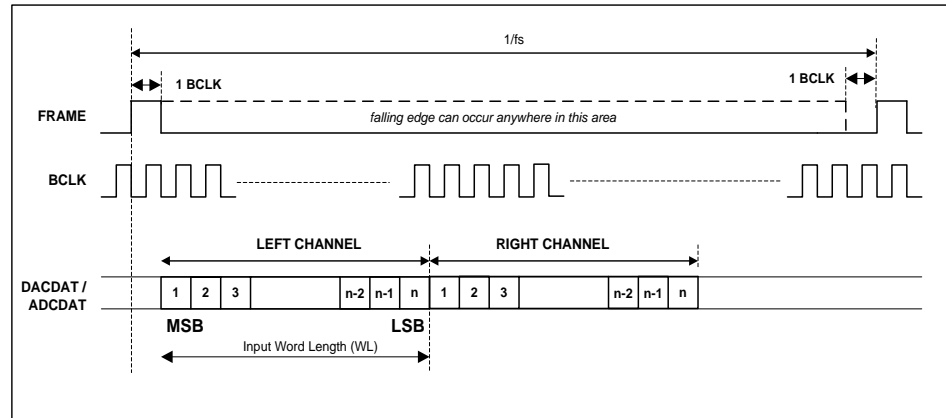 1/fs
1 BCLK
1 BCLK
FRAME
falling edge can occur anywhere in this area
BCLK
LEFT CHANNEL
RIGHT CHANNEL
DACDAT /
ADCDAT
1 2 3 n-2 n-1 n 1 2 3 n-2 n-1 n
MSB
LSB
Input Word Length (WL)